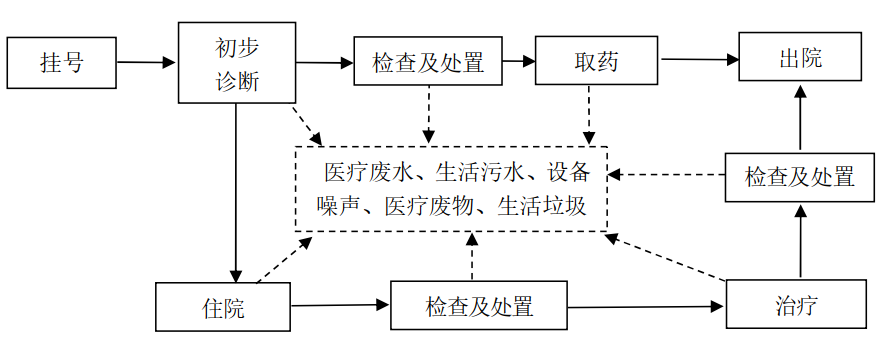 挂号
初步
诊断
检查及处置
取药
出院
医疗废水、生活污水、设备
噪声、医疗废物、生活垃圾
检查及处置
住院
检查及处置
治疗